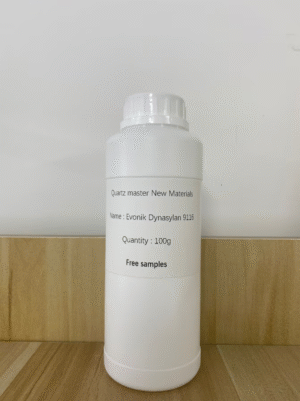 Quartz master New Materials
Name : Evonik Dynasylan 9116
Quantity : 100g
Free samples